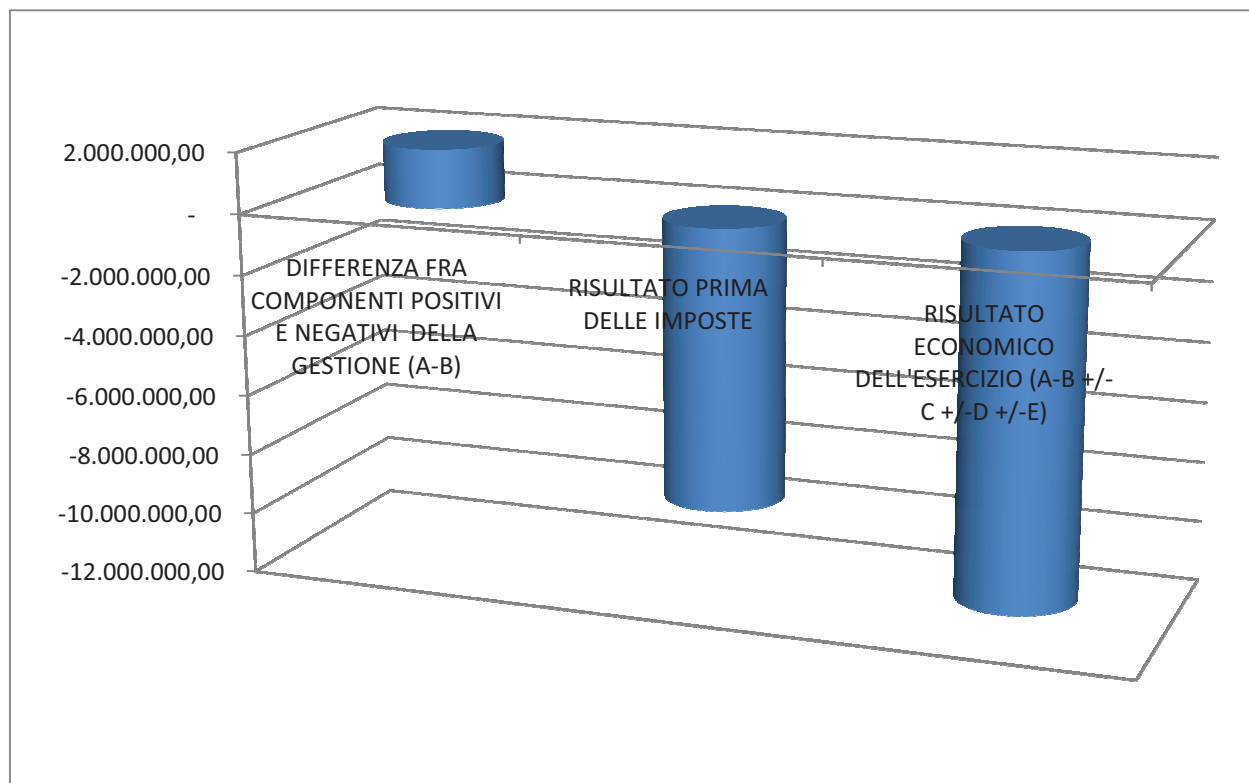 2.000.000,00
-
-2.000.000,00
-4.000.000,00
-6.000.000,00
-8.000.000,00
-10.000.000,00
-12.000.000,00
DIFFERENZA FRA
COMPONENTI POSITIVI
E NEGATIVI  DELLA
GESTIONE (A-B)
RISULTATO PRIMA
DELLE IMPOSTE
RISULTATO
ECONOMICO
DELL'ESERCIZIO (A-B +/-
C +/-D +/-E)